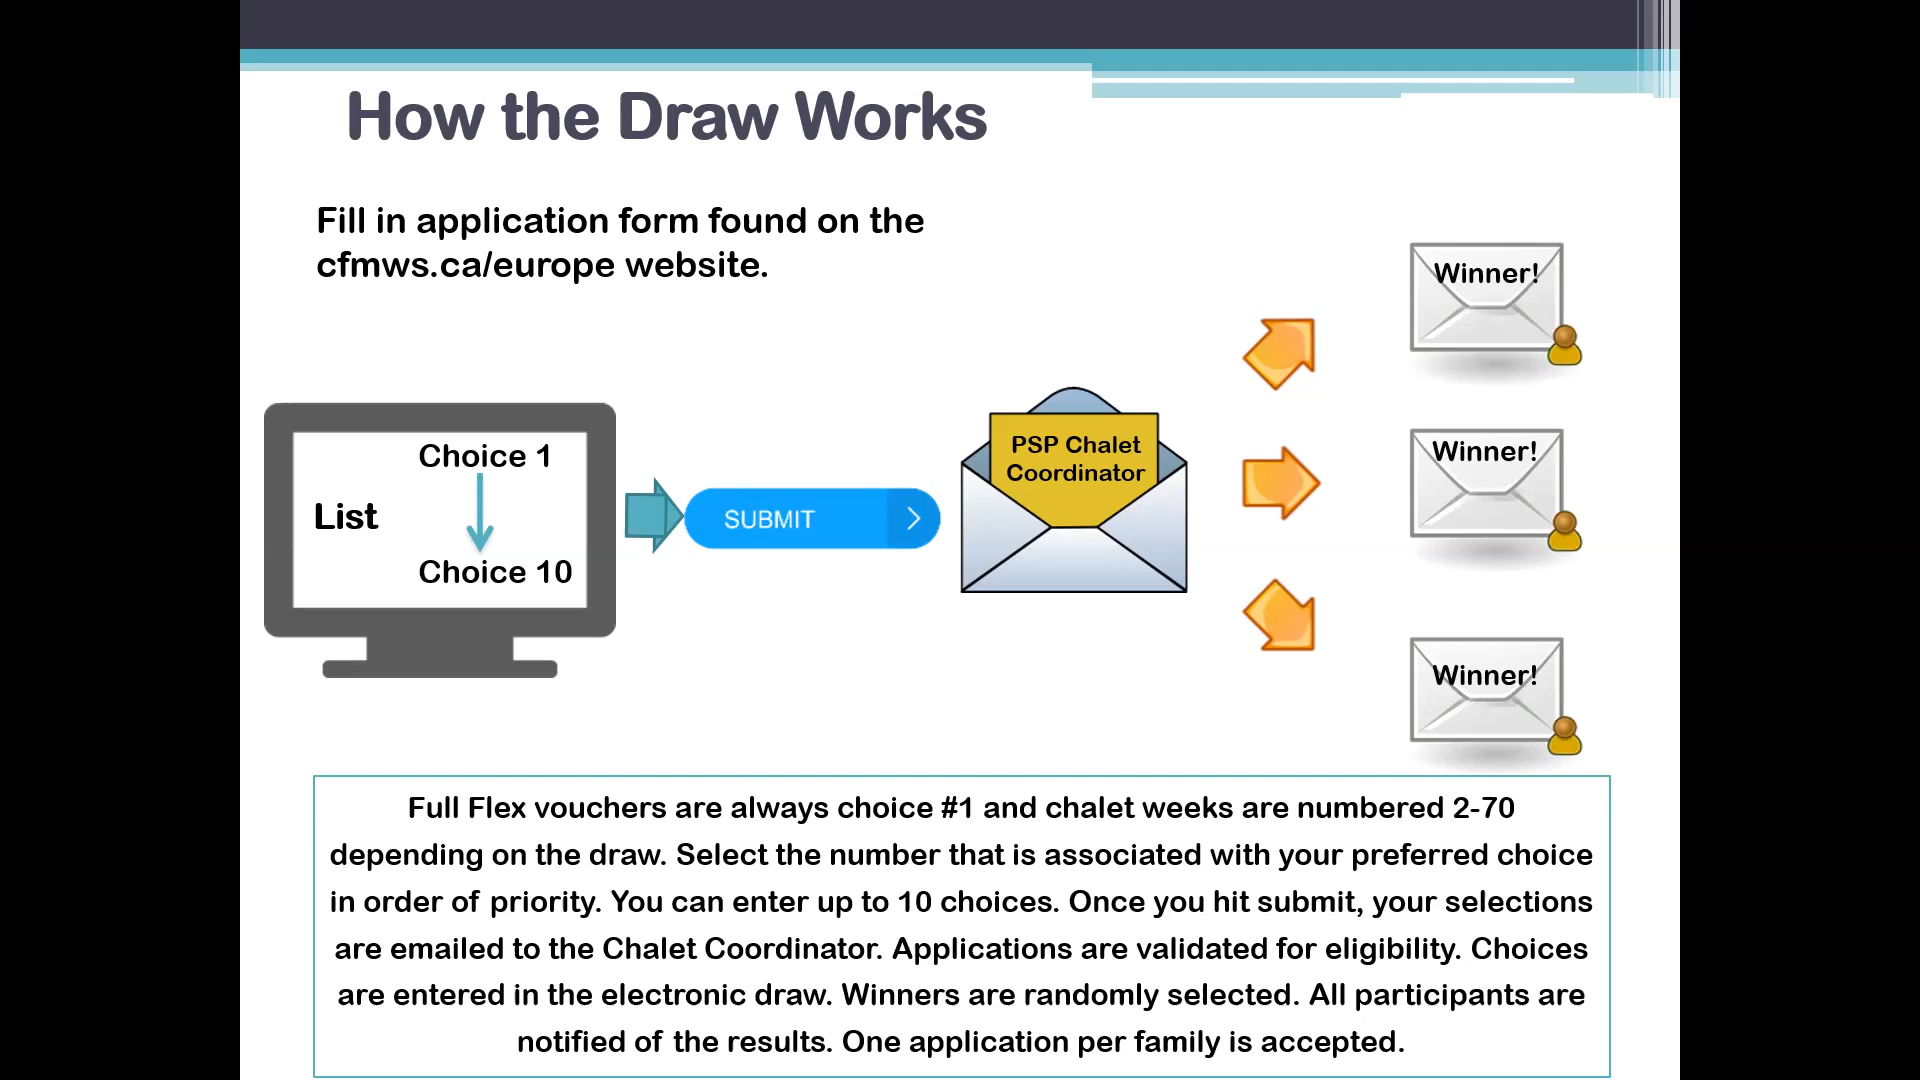 How the Draw Works
Fill in application form found on the
cfmws.ca/europe website.
Winner!
Choice 1
List
Choice 10
SUBMIT
PSP Chalet
Coordinator
Winner!
Winner!
Full Flex vouchers are always choice #1 and chalet weeks are numbered 2-70
depending on the draw. Select the number that is associated with your preferred choice
in order of priority. You can enter up to 10 choices. Once you hit submit, your selections
are emailed to the Chalet Coordinator. Applications are validated for eligibility. Choices
are entered in the electronic draw. Winners are randomly selected. All participants are
notified of the results. One application per family is accepted.